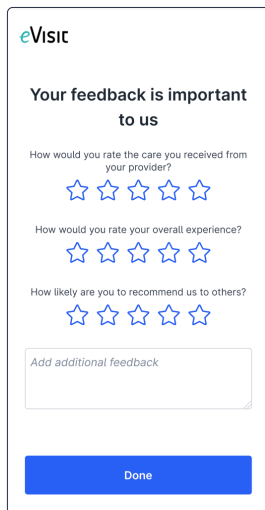 eVisit
Your feedback is important
to us
How would you rate the care you received from
your provider?
How would you rate your overall experience?
How likely are you to recommend us to others?
Add additional feedback
Done